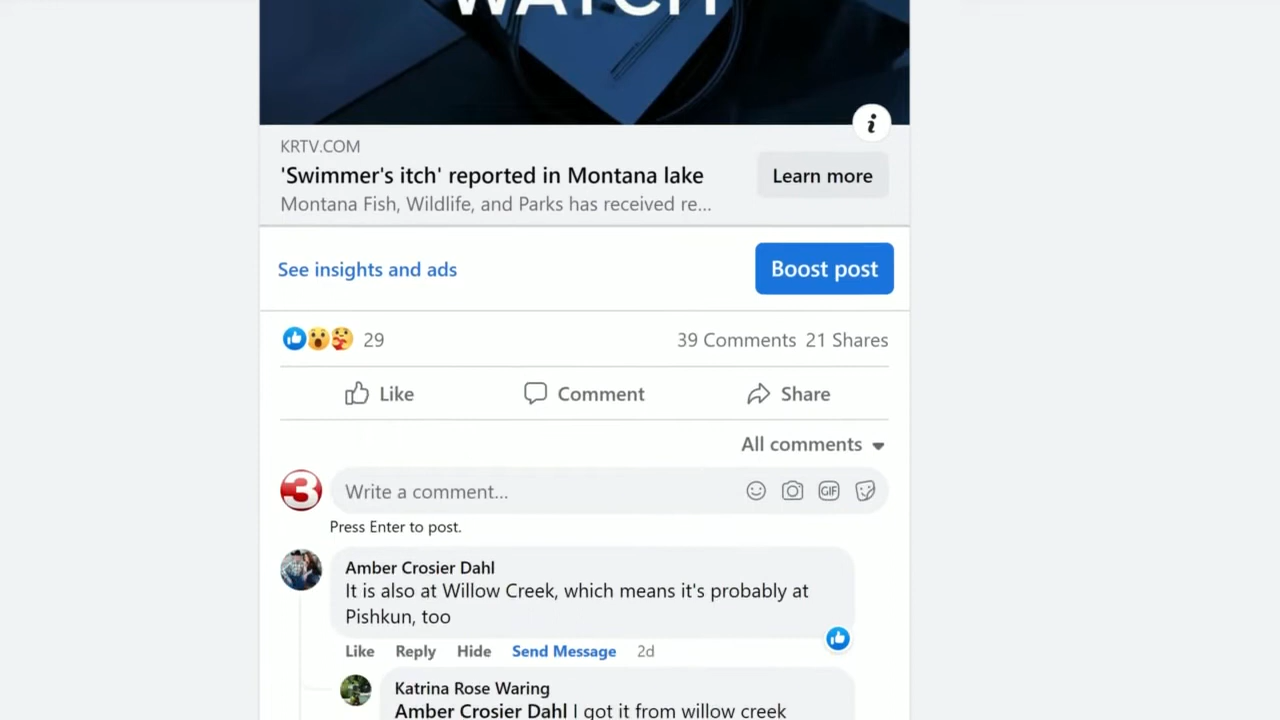 WATCH
KRTV.COM
'Swimmer's itch' reported in Montana lake
Learn more
Montana Fish, Wildlife, and Parks has received re...
See insights and ads
Boost post
29
39 Comments 21 Shares
Like
Comment
Share
All comments
3
Write a comment...
GIF
Press Enter to post.
Amber Crosier Dahl
It is also at Willow Creek, which means it's probably at
Pishkun, too
Like Reply Hide Send Message 2d
Katrina Rose Waring
Amber Crosier Dahl I got it from willow creek